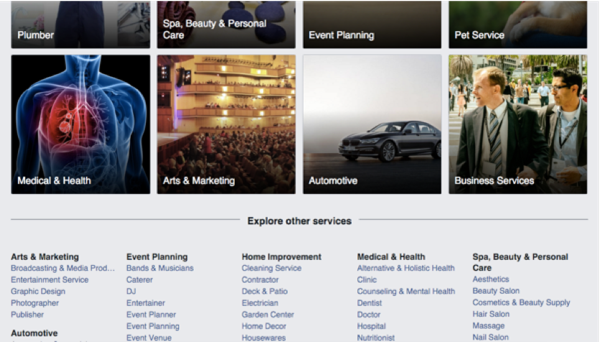 Plumber
Spa, Beauty & Personal
Care
Event Planning
Pet Service
Medical & Health
Arts & Marketing
Automotive
Business Services
Explore other services
Arts & Marketing
Broadcasting & Media Prod...
Entertainment Service
Graphic Design
Photographer
Publisher
Automotive
Event Planning
Bands & Musicians
Caterer
DJ
Entertainer
Event Planner
Event Planning
Event Venue
Home Improvement
Cleaning Service
Contractor
Deck & Patio
Electrician
Garden Center
Home Decor
Housewares
Medical & Health
Alternative & Holistic Health
Clinic
Counseling & Mental Health
Dentist
Doctor
Hospital
Nutritionist
Spa, Beauty & Personal
Care
Aesthetics
Beauty Salon
Cosmetics & Beauty Supply
Hair Salon
Massage
Nail Salon